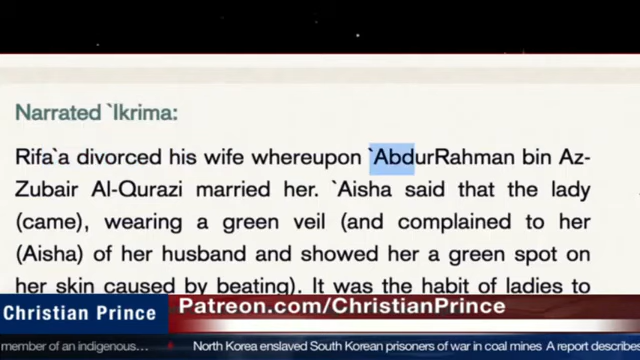 Narrated `Ikrima:
Rifa`a divorced his wife whereupon `AbdurRahman bin Az-
Zubair Al-Qurazi married her. `Aisha said that the lady
(came), wearing a green veil (and complained to her
(Aisha) of her husband and showed her a green spot on
her skin caused by beating). It was the habit of ladies to
Christian Prince
Patreon.com/ChristianPrince
member of an indigenous...
North Korea enslaved South Korean prisoners of war in coal mines A report describes